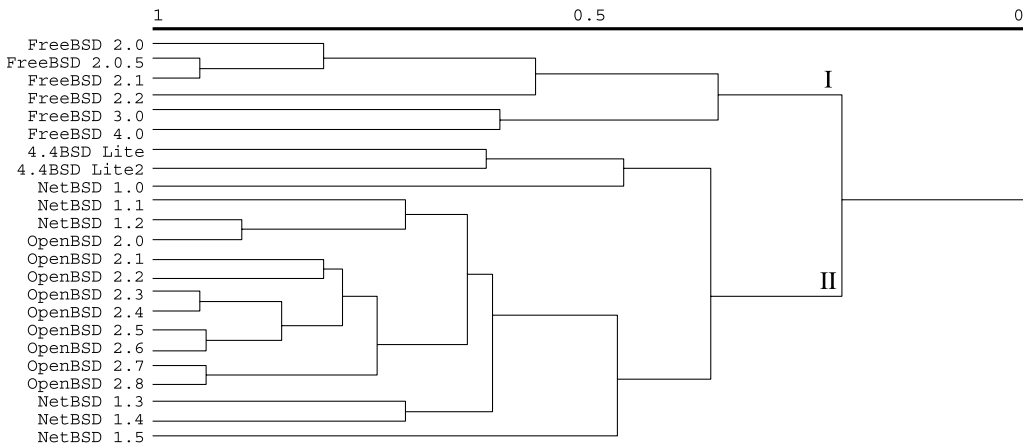 1 0.5 0
FreeBSD 2.0
FreeBSD 2.0.5
FreeBSD 2.1
I
FreeBSD 2.2
FreeBSD 3.0
FreeBSD 4.0
4.4BSD Lite
4.4BSD Lite2
NetBSD 1.0
NetBSD 1.1
NetBSD 1.2
OpenBSD 2.0
OpenBSD 2.1
OpenBSD 2.2
II
OpenBSD 2.3
OpenBSD 2.4
OpenBSD 2.5
OpenBSD 2.6
OpenBSD 2.7
OpenBSD 2.8
NetBSD 1.3
NetBSD 1.4
NetBSD 1.5